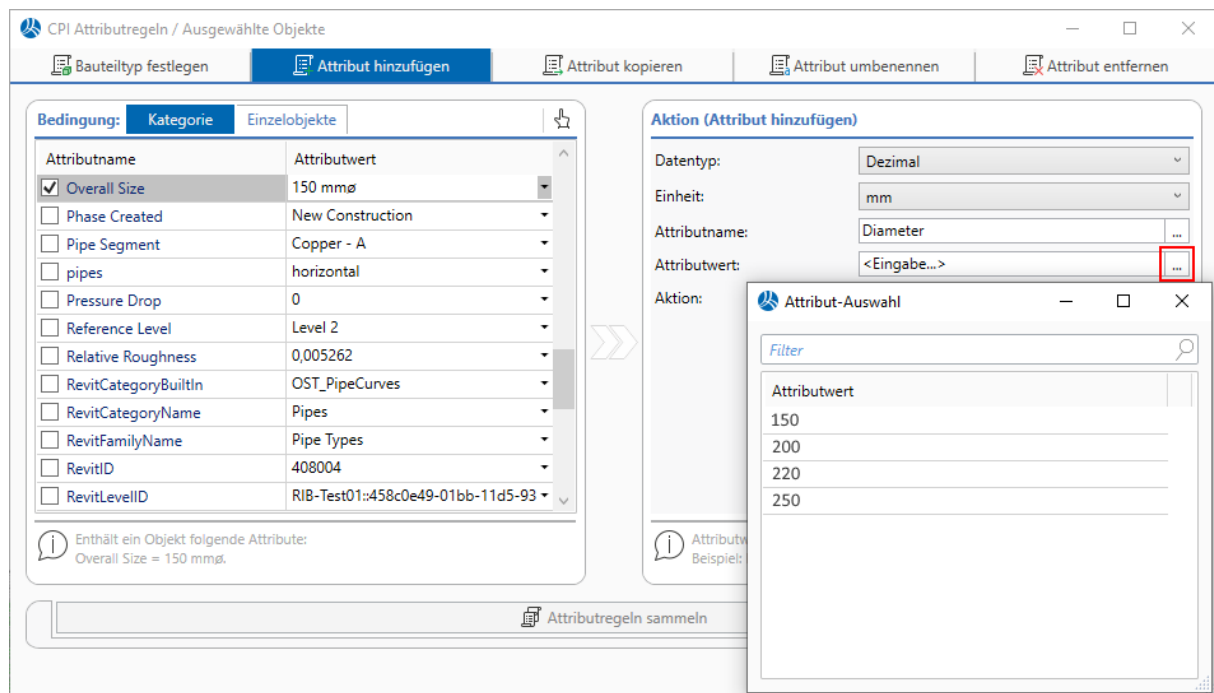 CPI Attributregeln / Ausgewählte Objekte
Bauteiltyp festlegen
Attribut hinzufügen
Attribut kopieren
Attribut umbenennen
Attribut entfernen
Bedingung: Kategorie Einzelobjekte
Attributname Attributwert
Overall Size 150 mmø
Phase Created New Construction
Pipe Segment Copper - A
pipes horizontal
Pressure Drop 0
Reference Level Level 2
Relative Roughness 0,005262
RevitCategoryBuiltIn OST_PipeCurves
RevitCategoryName Pipes
RevitFamilyName Pipe Types
RevitID 408004
RevitLevelID RIB-Test01::458c0e49-01bb-11d5-93
Enthält ein Objekt folgende Attribute:
Overall Size = 150 mmø.
Aktion (Attribut hinzufügen)
Datentyp: Dezimal
Einheit: mm
Attributname: Diameter ...
Attributwert: <Eingabe...> ...
Aktion:
Beispiel:
Attribut-Auswahl
Filter
Attributwert
150
200
220
250
Attributregeln sammeln